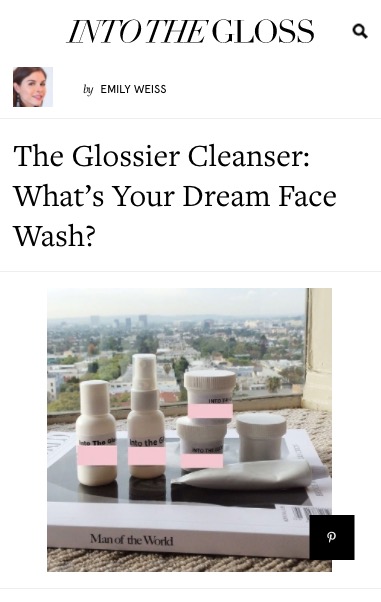 INTO THE GLOSS
by EMILY WEISS
The Glossier Cleanser:
What's Your Dream Face
Wash?
INTO THE
Into The G
Into the G
INTO THE G
Man of the World